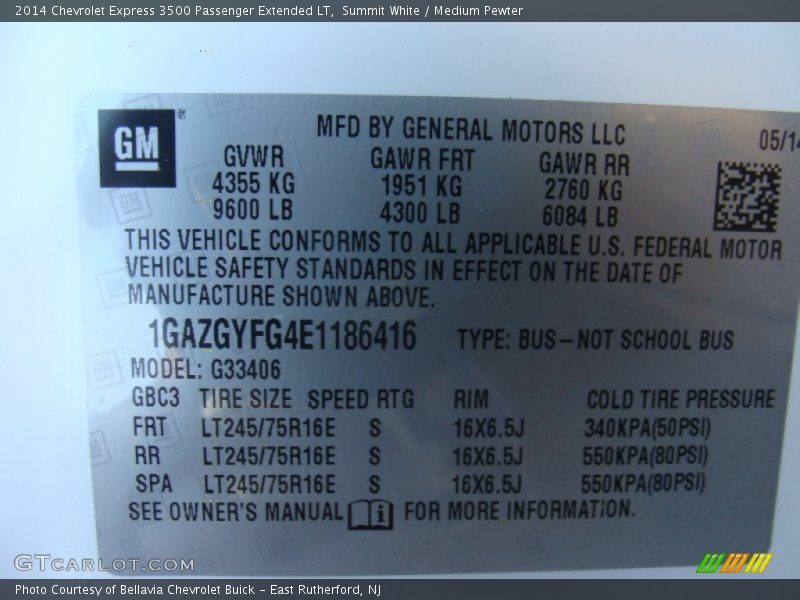 2014 Chevrolet Express 3500 Passenger Extended LT, Summit White / Medium Pewter
GM®
MFD BY GENERAL MOTORS LLC
05/14
GVWR GAWR FRT GAWR RR
4355 KG 1951 KG 2760 KG
9600 LB 4300 LB 6084 LB
THIS VEHICLE CONFORMS TO ALL APPLICABLE U.S. FEDERAL MOTOR
VEHICLE SAFETY STANDARDS IN EFFECT ON THE DATE OF
MANUFACTURE SHOWN ABOVE.
1GAZGYFG4E1186416 TYPE: BUS–NOT SCHOOL BUS
MODEL: G33406
GBC3 TIRE SIZE SPEED RTG RIM COLD TIRE PRESSURE
FRT LT245/75R16E S 16X6.5J 340KPA(50PSI)
RR LT245/75R16E S 16X6.5J 550KPA(80PSI)
SPA LT245/75R16E S 16X6.5J 550KPA(80PSI)
SEE OWNER'S MANUAL i FOR MORE INFORMATION.
GTCARLOT.COM
Photo Courtesy of Bellavia Chevrolet Buick – East Rutherford, NJ